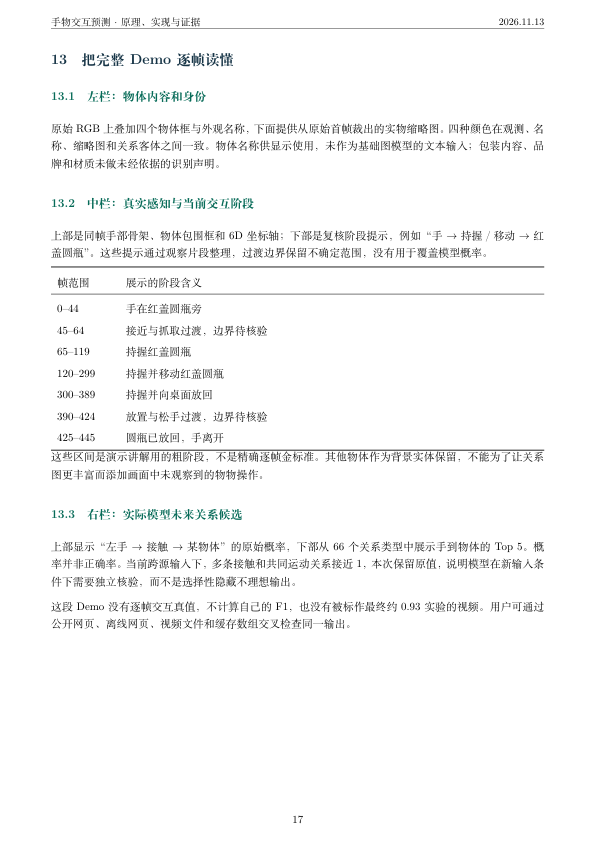 手物交互预测 · 原理、实现与证据 2026.11.13
13 把完整 Demo 逐帧读懂
13.1 左栏：物体内容和身份
原始 RGB 上叠加四个物体框与外观名称，下面提供从原始首帧裁出的实物缩略图。四种颜色在观测、名
称、缩略图和关系客体之间一致。物体名称供显示使用，未作为基础图模型的文本输入；包装内容、品
牌和材质未做未经依据的识别声明。
13.2 中栏：真实感知与当前交互阶段
上部是同帧手部骨架、物体包围框和 6D 坐标轴；下部是复核阶段提示，例如 “手 → 持握 / 移动 → 红
盖圆瓶”。这些提示通过观察片段整理，过渡边界保留不确定范围，没有用于覆盖模型概率。
帧范围 展示的阶段含义
0–44 手在红盖圆瓶旁
45–64 接近与抓取过渡，边界待核验
65–119 持握红盖圆瓶
120–299 持握并移动红盖圆瓶
300–389 持握并向桌面放回
390–424 放置与松手过渡，边界待核验
425–445 圆瓶已放回，手离开
这些区间是演示讲解用的粗阶段，不是精确逐帧金标准。其他物体作为背景实体保留，不能为了让关系
图更丰富而添加画面中未观察到的物物操作。
13.3 右栏：实际模型未来关系候选
上部显示 “左手 → 接触 → 某物体” 的原始概率，下部从 66 个关系类型中展示手到物体的 Top 5。概
率并非正确率。当前跨源输入下，多条接触和共同运动关系接近 1，本次保留原值，说明模型在新输入条
件下需要独立核验，而不是选择性隐藏不理想输出。
这段 Demo 没有逐帧交互真值，不计算自己的 F1，也没有被标作最终约 0.93 实验的视频。用户可通过
公开网页、离线网页、视频文件和缓存数组交叉检查同一输出。
17